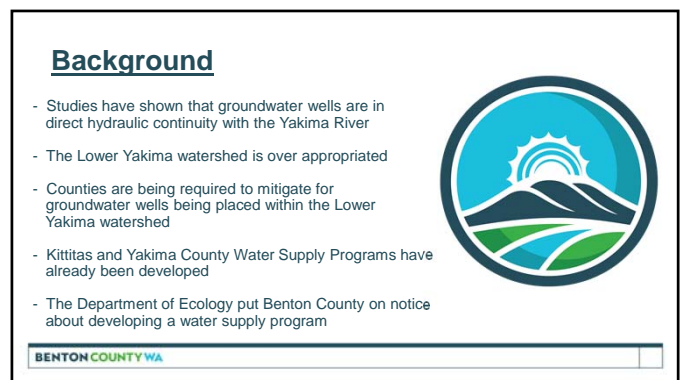 Background
- Studies have shown that groundwater wells are in
direct hydraulic continuity with the Yakima River
- The Lower Yakima watershed is over appropriated
- Counties are being required to mitigate for
groundwater wells being placed within the Lower
Yakima watershed
- Kittitas and Yakima County Water Supply Programs have
already been developed
- The Department of Ecology put Benton County on notice
about developing a water supply program
BENTON COUNTY WA